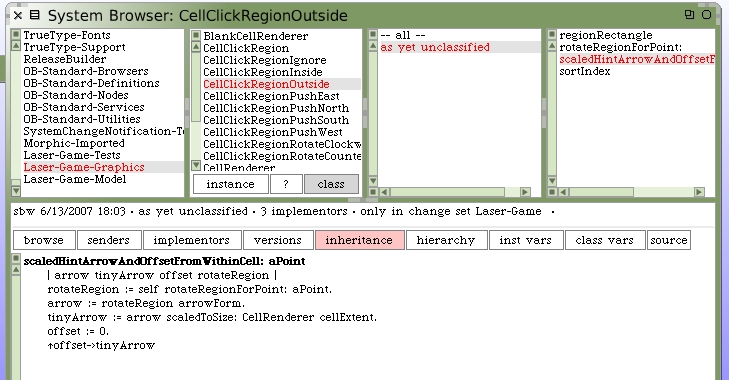 System Browser: CellClickRegionOutside
TrueType-Fonts
TrueType-Support
ReleaseBuilder
OB-Standard-Browsers
OB-Standard-Definitions
OB-Standard-Nodes
OB-Standard-Services
OB-Standard-Utilities
SystemChangeNotification-Te
Morphic-Imported
Laser-Game-Tests
Laser-Game-Graphics
Laser-Game-Model
BlankCellRenderer
CellClickRegion
CellClickRegionIgnore
CellClickRegionInside
CellClickRegionOutside
CellClickRegionPushEast
CellClickRegionPushNorth
CellClickRegionPushSouth
CellClickRegionPushWest
CellClickRegionRotateClockw
CellClickRegionRotateCounte
CellRenderer
instance ? class
-- all --
as yet unclassified
regionRectangle
rotateRegionForPoint:
scaledHintArrowAndOffsetF
sortIndex
sbw 6/13/2007 18:03 · as yet unclassified · 3 implementors · only in change set Laser-Game ·
browse senders implementors versions inheritance hierarchy inst vars class vars source
scaledHintArrowAndOffsetFromWithinCell: aPoint
| arrow tinyArrow offset rotateRegion |
rotateRegion := self rotateRegionForPoint: aPoint.
arrow := rotateRegion arrowForm.
tinyArrow := arrow scaledToSize: CellRenderer cellExtent.
offset := 0.
↑offset->tinyArrow